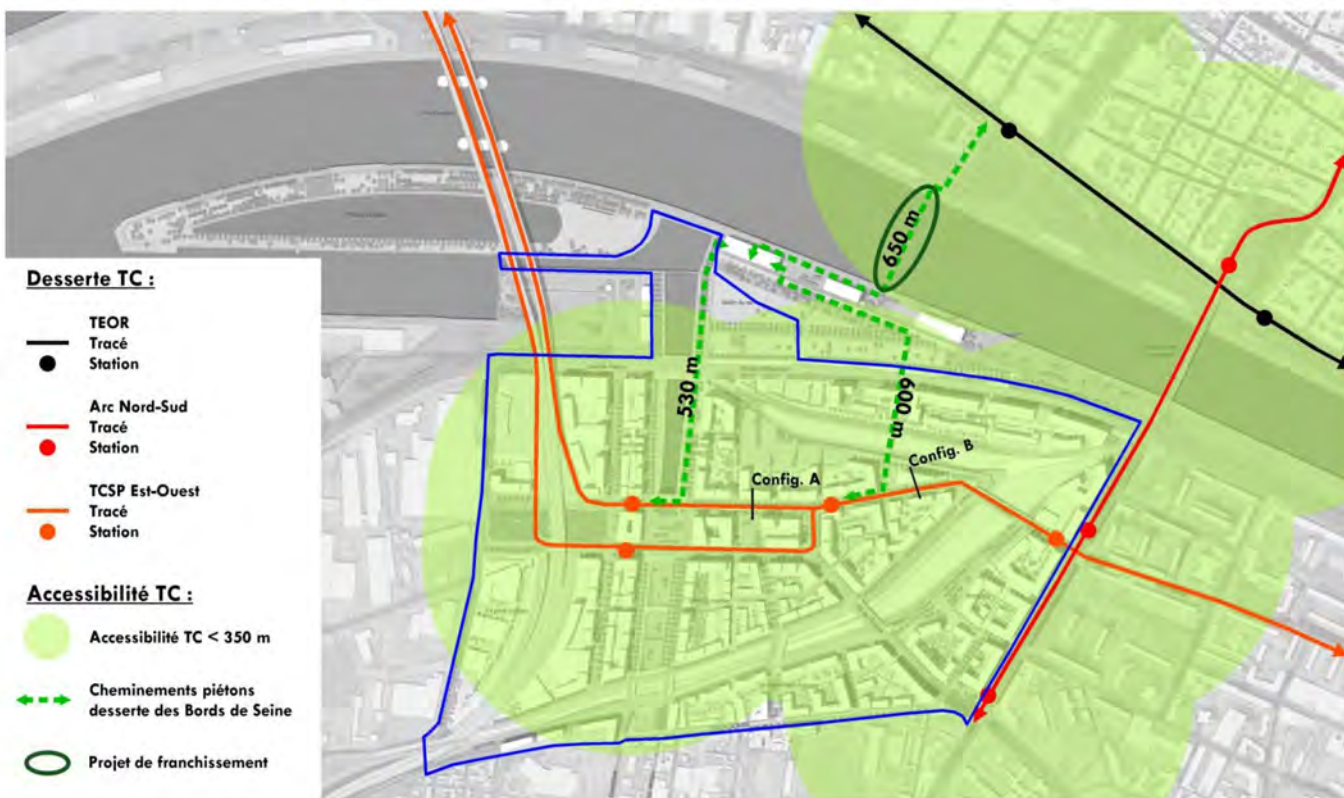 Desserte TC :
TEOR
Tracé
Station
Arc Nord-Sud
Tracé
Station
TCSP Est-Ouest
Tracé
Station
Accessibilité TC :
Accessibilité TC < 350 m
Cheminements piétons
desserte des Bords de Seine
Projet de franchissement
650 m
530 m
600 m
Config. A
Config. B